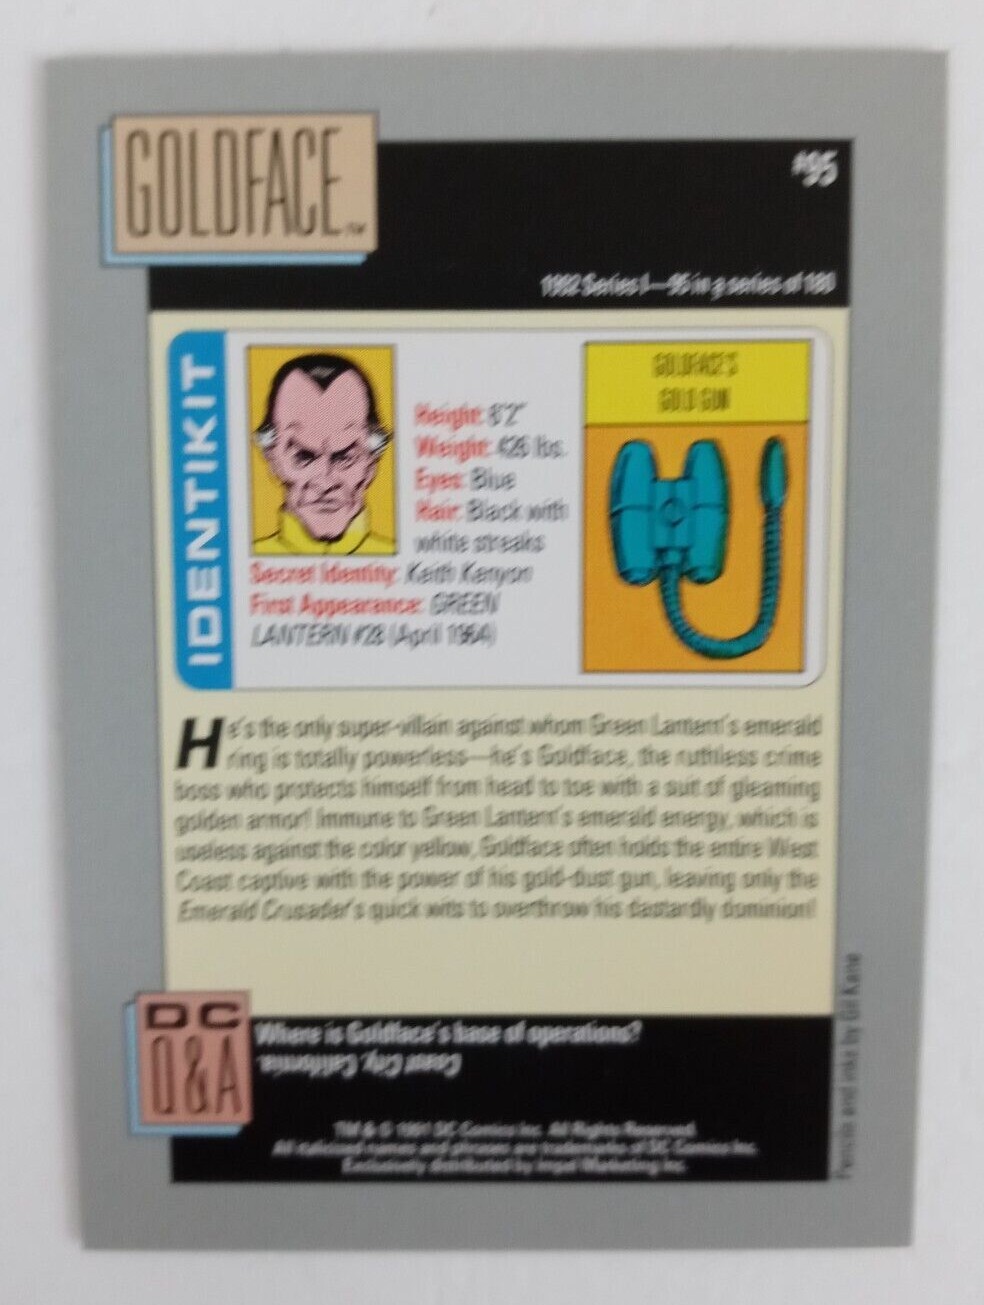 GOLDFACE™
#95
1992 Series I—95 in a series of 180
IDENTIKIT
Height: 6'2"
Weight: 426 lbs.
Eyes: Blue
Hair: Black with
white streaks
Secret Identity: Keith Kenyon
First Appearance: GREEN
LANTERN #28 (April 1964)
GOLDFACE'S
GOLD GUN
He's the only super-villain against whom Green Lantern's emerald
ring is totally powerless—he's Goldface, the ruthless crime
boss who protects himself from head to toe with a suit of gleaming
golden armor! Immune to Green Lantern's emerald energy, which is
useless against the color yellow, Goldface often holds the entire West
Coast captive with the power of his gold-dust gun, leaving only the
Emerald Crusader's quick wits to overthrow his dastardly dominion!
DC
Q&A
Where is Goldface's base of operations?
Coast City, California.
TM & © 1991 DC Comics Inc. All Rights Reserved.
All italicized names and phrases are trademarks of DC Comics Inc.
Exclusively distributed by Impel Marketing Inc.
Pencils and inks by Gil Kane